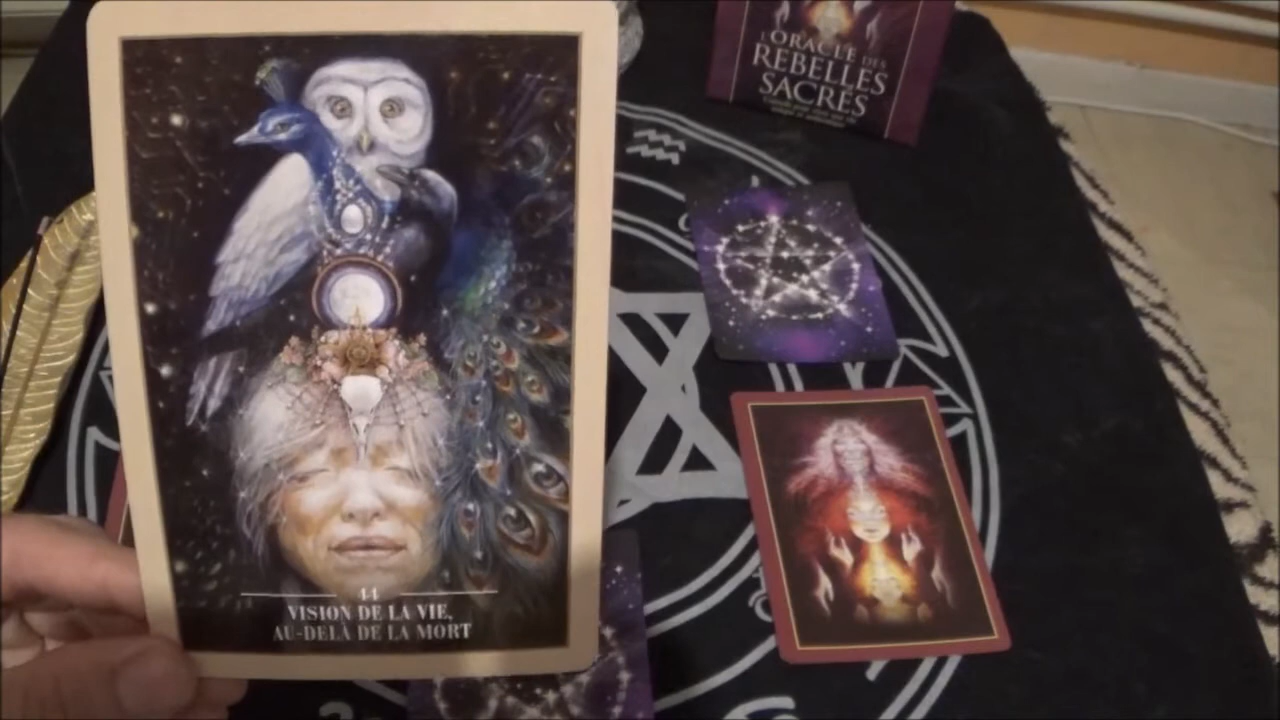 L'ORACLE DES
REBELLES
SACRÉS
44
VISION DE LA VIE,
AU-DELÀ DE LA MORT